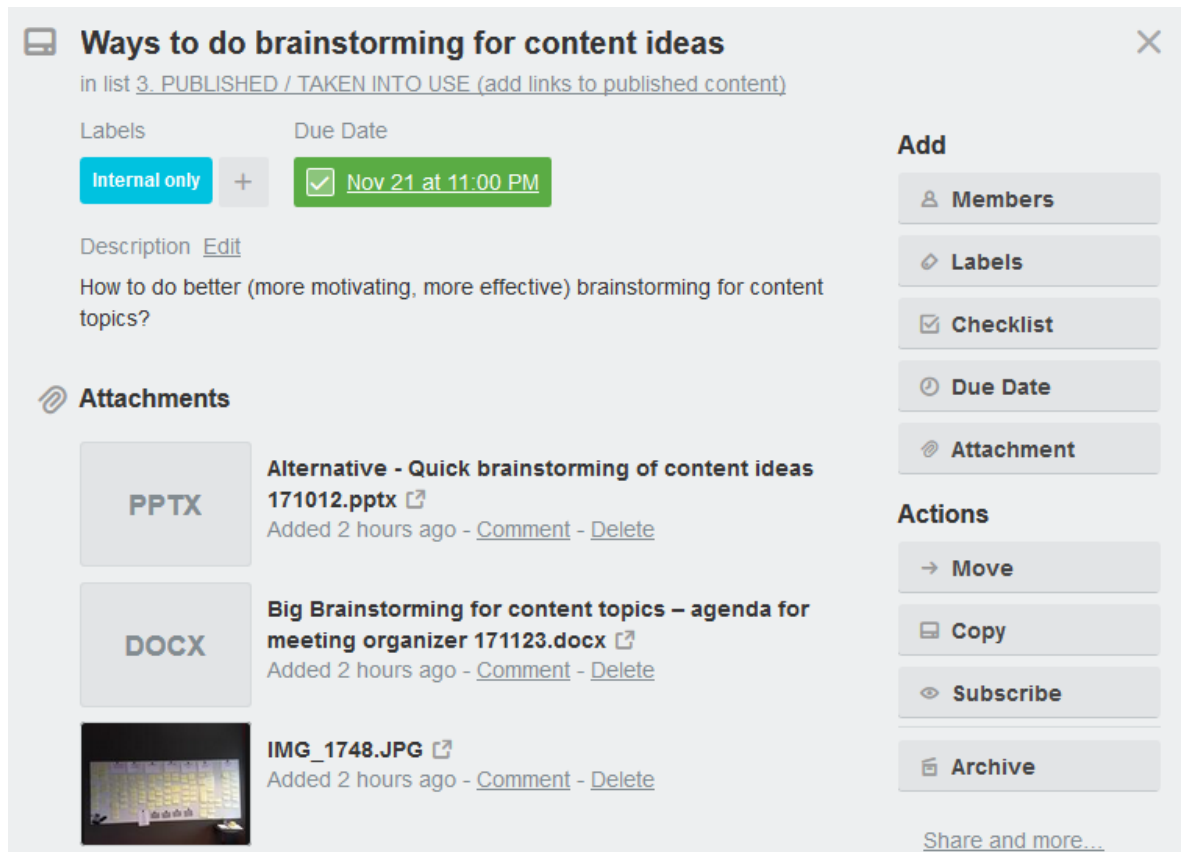 Ways to do brainstorming for content ideas
in list 3. PUBLISHED / TAKEN INTO USE (add links to published content)
Labels
Due Date
Internal only
+
Nov 21 at 11:00 PM
Description Edit
How to do better (more motivating, more effective) brainstorming for content
topics?
Attachments
PPTX
Alternative - Quick brainstorming of content ideas
171012.pptx
Added 2 hours ago - Comment - Delete
DOCX
Big Brainstorming for content topics – agenda for
meeting organizer 171123.docx
Added 2 hours ago - Comment - Delete
IMG_1748.JPG
Added 2 hours ago - Comment - Delete
Add
Members
Labels
Checklist
Due Date
Attachment
Actions
Move
Copy
Subscribe
Archive
Share and more...